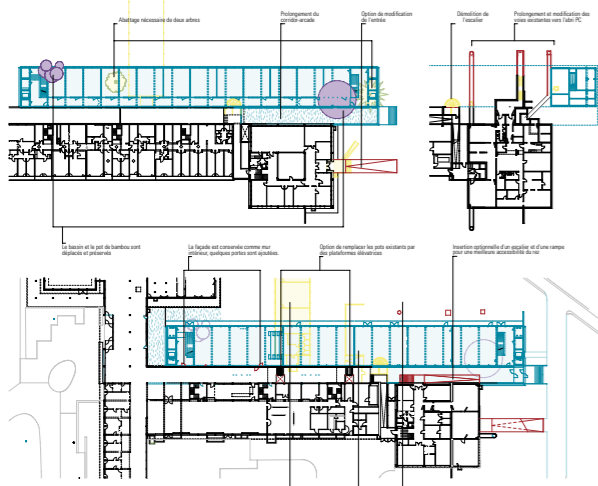 Abattage nécessaire de deux arbres
Prolongement du
corridor-arcade
Option de modification
de l'entrée
Démolition de
l'escalier
Prolongement et modification des
voies existantes vers l'abri PC
Le bassin et le pot de bambou sont
déplacés et préservés
La façade est conservée comme mur
intérieur, quelques portes sont ajoutées.
Option de remplacer les pots existants par
des plateformes élévatrices
Insertion optionnelle d'un escalier et d'une rampe
pour une meilleure accessibilité du rez